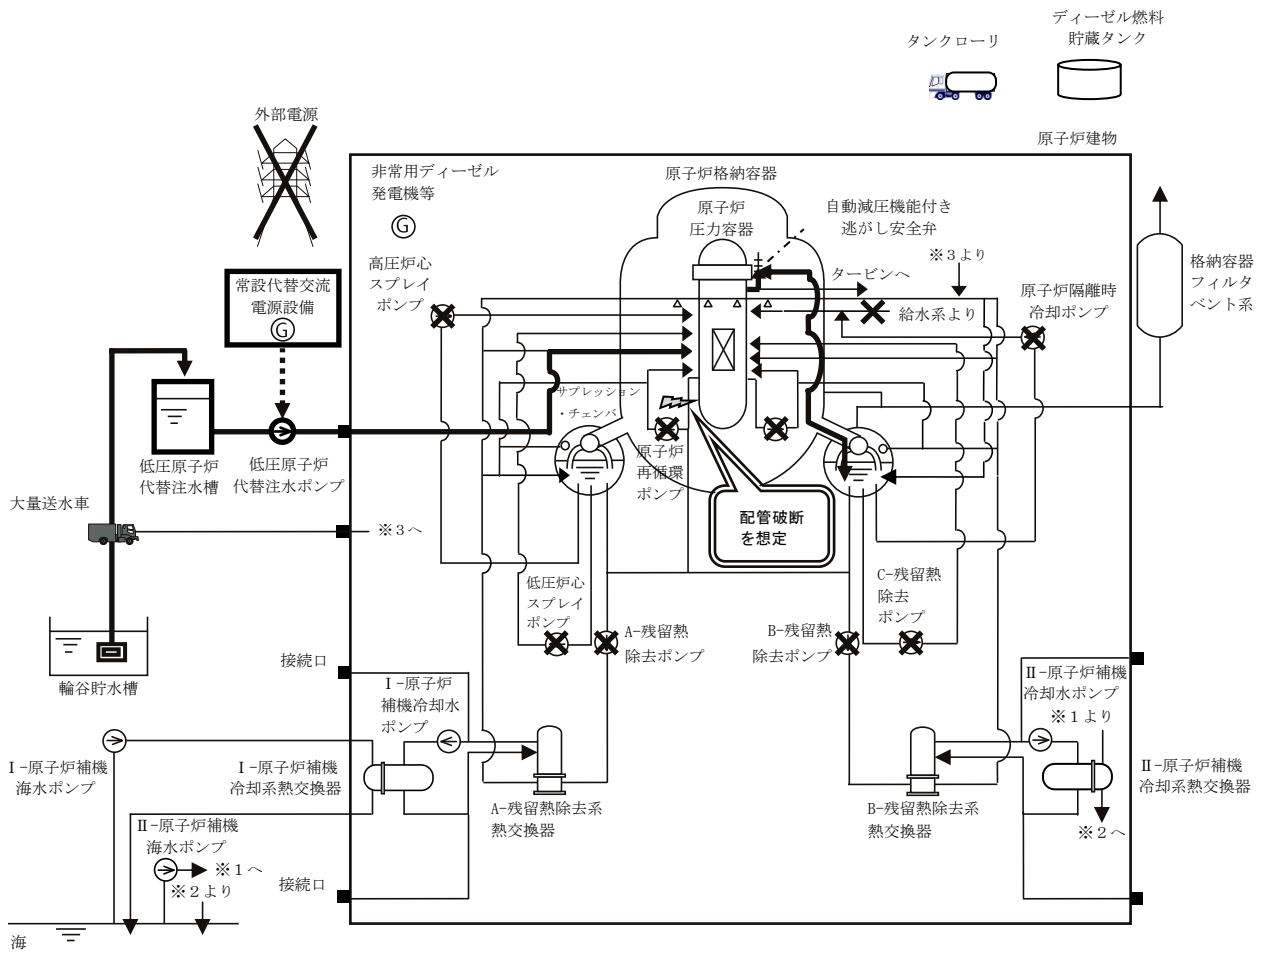 ディーゼル燃料
貯蔵タンク
タンクローリ
外部電源
原子炉建物
非常用ディーゼル
発電機等
G
原子炉格納容器
原子炉
圧力容器
自動減圧機能付き
逃がし安全弁
※3より
高圧炉心
スプレイ
ポンプ
タービンへ
格納容器
フィルタ
ベント系
常設代替交流
電源設備
G
原子炉隔離時
冷却ポンプ
給水系より
サプレッション
・チェンバ
低圧原子炉
代替注水槽
低圧原子炉
代替注水ポンプ
原子炉
再循環
ポンプ
大量送水車
※3へ
配管破断
を想定
低圧炉心
スプレイ
ポンプ
C-残留熱
除去
ポンプ
A-残留熱
除去ポンプ
B-残留熱
除去ポンプ
輪谷貯水槽
接続口
Ⅰ-原子炉
補機冷却水
ポンプ
Ⅱ-原子炉補機
冷却水ポンプ
※1より
Ⅰ-原子炉補機
海水ポンプ
Ⅰ-原子炉補機
冷却系熱交換器
Ⅱ-原子炉補機
冷却系熱交換器
A-残留熱除去系
熱交換器
B-残留熱除去系
熱交換器
※2へ
Ⅱ-原子炉補機
海水ポンプ
※1へ
※2より
接続口
海